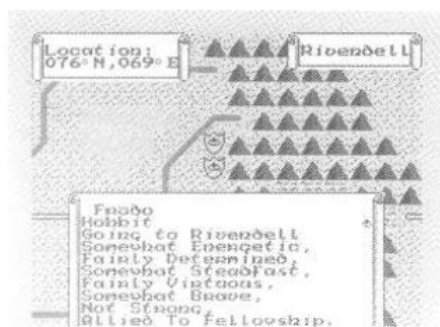 Location:
076° N, 069° E
Rivendell
Frodo
Hobbit
Going to Rivendell
Somewhat Energetic,
Fairly Determined,
Somewhat Steadfast,
Fairly Virtuous,
Somewhat Brave,
Not Strong,
Allied To Fellowship.